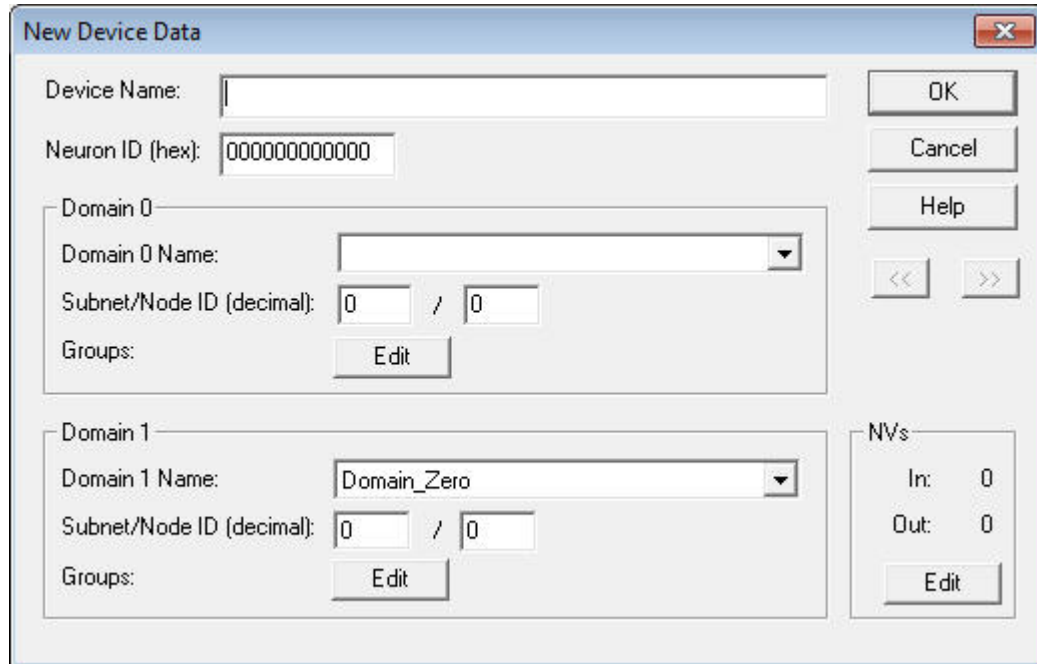 New Device Data
Device Name:
OK
Neuron ID (hex): 000000000000
Cancel
Domain 0
Help
Domain 0 Name:
<< >>
Subnet/Node ID (decimal): 0 / 0
Groups: Edit
Domain 1
NVs
Domain 1 Name: Domain_Zero
In: 0
Subnet/Node ID (decimal): 0 / 0
Out: 0
Groups: Edit
Edit